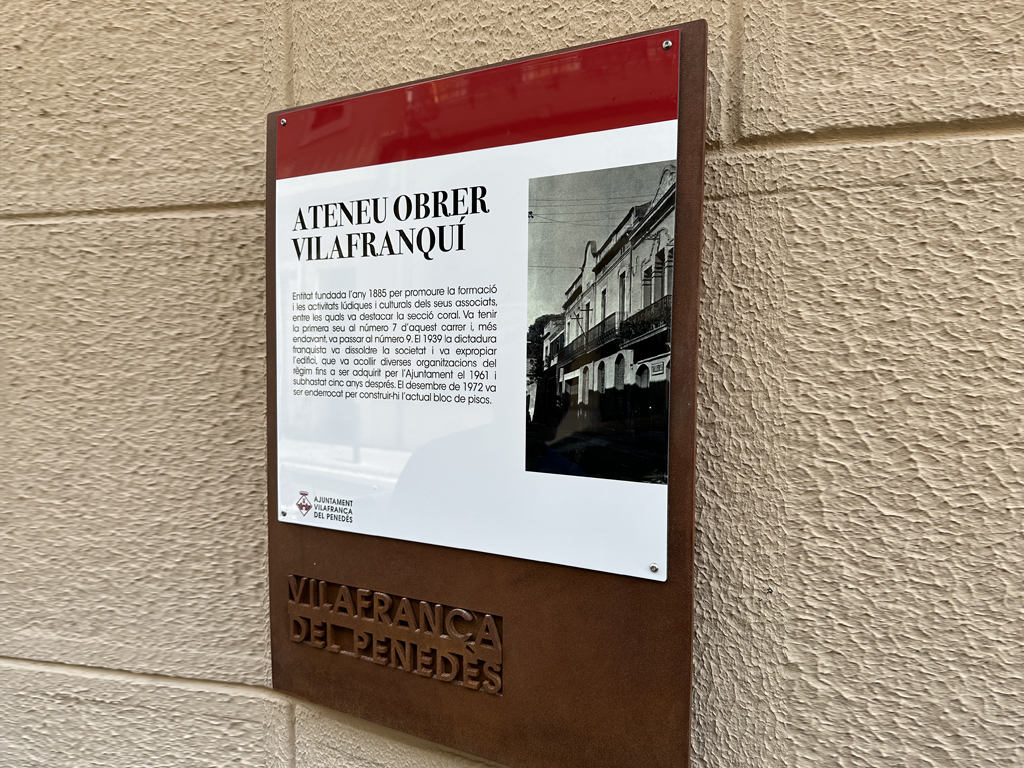 ATENEU OBRER
VILAFRANQUÍ
Entitat fundada l'any 1885 per promoure la formació
i les activitats lúdiques i culturals dels seus associats,
entre les quals va destacar la secció coral. Va tenir
la primera seu al número 7 d'aquest carrer i, més
endavant, va passar al número 9. El 1939 la dictadura
franquista va dissoldre la societat i va expropiar
l'edifici, que va acollir diverses organitzacions del
règim fins a ser adquirit per l'Ajuntament el 1961 i
subhastat cinc anys després. El desembre de 1972 va
ser enderrocat per construir-hi l'actual bloc de pisos.
AJUNTAMENT
VILAFRANCA
DEL PENEDÈS
VILAFRANCA
DEL PENEDÈS